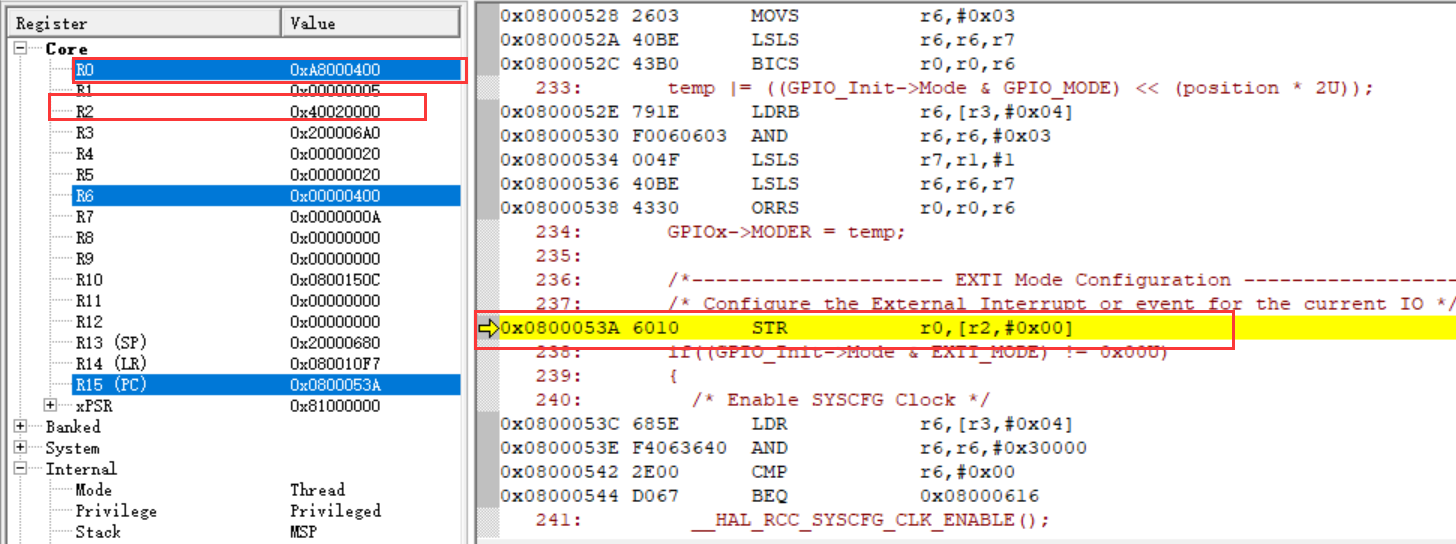 Register Value
Core
R0 0xA8000400
R1 0x00000005
R2 0x40020000
R3 0x200006A0
R4 0x00000020
R5 0x00000020
R6 0x00000400
R7 0x0000000A
R8 0x00000000
R9 0x00000000
R10 0x0800150C
R11 0x00000000
R12 0x00000000
R13 (SP) 0x20000680
R14 (LR) 0x080010F7
R15 (PC) 0x0800053A
xPSR 0x81000000
Banked
System
Internal
Mode Thread
Privilege Privileged
Stack MSP
0x08000528 2603 MOVS r6,#0x03
0x0800052A 40BE LSLS r6,r6,r7
0x0800052C 43B0 BICS r0,r0,r6
233: temp |= ((GPIO_Init->Mode & GPIO_MODE) << (position * 2U));
0x0800052E 791E LDRB r6,[r3,#0x04]
0x08000530 F0060603 AND r6,r6,#0x03
0x08000534 004F LSLS r7,r1,#1
0x08000536 40BE LSLS r6,r6,r7
0x08000538 4330 ORRS r0,r0,r6
234: GPIOx->MODER = temp;
235:
236: /*--------------------- EXTI Mode Configuration ------------------
237: /* Configure the External Interrupt or event for the current IO */
0x0800053A 6010 STR r0,[r2,#0x00]
238: if((GPIO_Init->Mode & EXTI_MODE) != 0x00U)
239: {
240: /* Enable SYSCFG Clock */
0x0800053C 685E LDR r6,[r3,#0x04]
0x0800053E F4063640 AND r6,r6,#0x30000
0x08000542 2E00 CMP r6,#0x00
0x08000544 D067 BEQ 0x08000616
241: __HAL_RCC_SYSCFG_CLK_ENABLE();